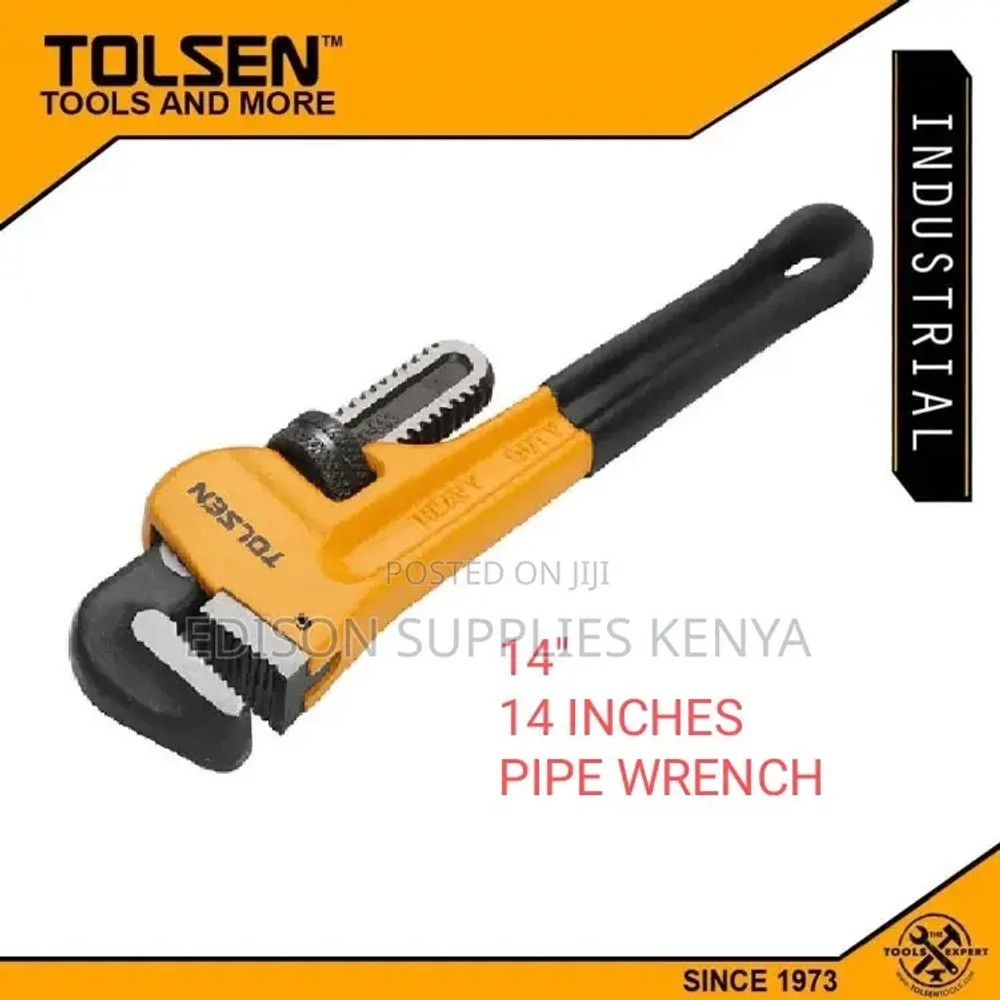 TOLSEN™
TOOLS AND MORE
INDUSTRIAL
HEAVY DUTY
TOLSEN
POSTED ON JIJI
EDISON SUPPLIES KENYA
14"
14 INCHES
PIPE WRENCH
SINCE 1973
THE
TOOLS EXPERT
WWW.TOLSENTOOLS.COM